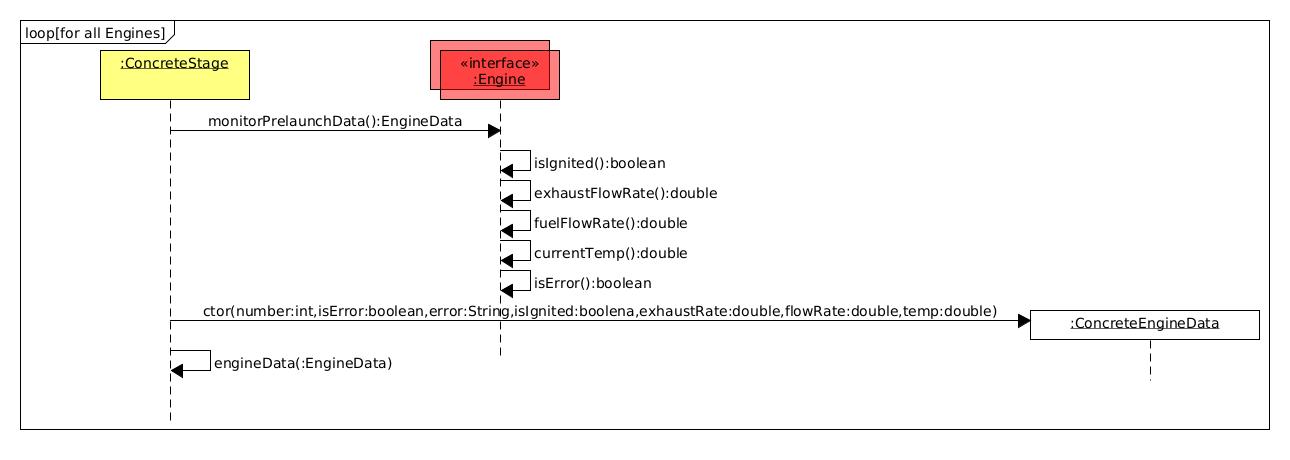 loop[for all Engines]
:ConcreteStage
«interface»
:Engine
monitorPrelaunchData():EngineData
isIgnited():boolean
exhaustFlowRate():double
fuelFlowRate():double
currentTemp():double
isError():boolean
ctor(number:int,isError:boolean,error:String,isIgnited:boolena,exhaustRate:double,flowRate:double,temp:double)
:ConcreteEngineData
engineData(:EngineData)